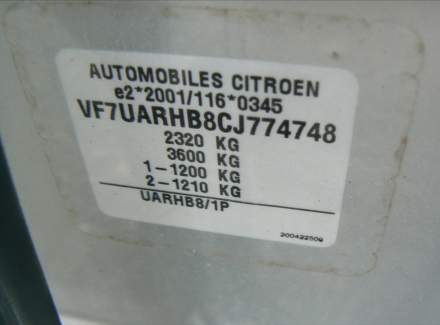 AUTOMOBILES CITROEN
e2*2001/116*0345
VF7UARHB8CJ774748
2320 KG
3600 KG
1-1200 KG
2-1210 KG
UARHB8/1P
200422509